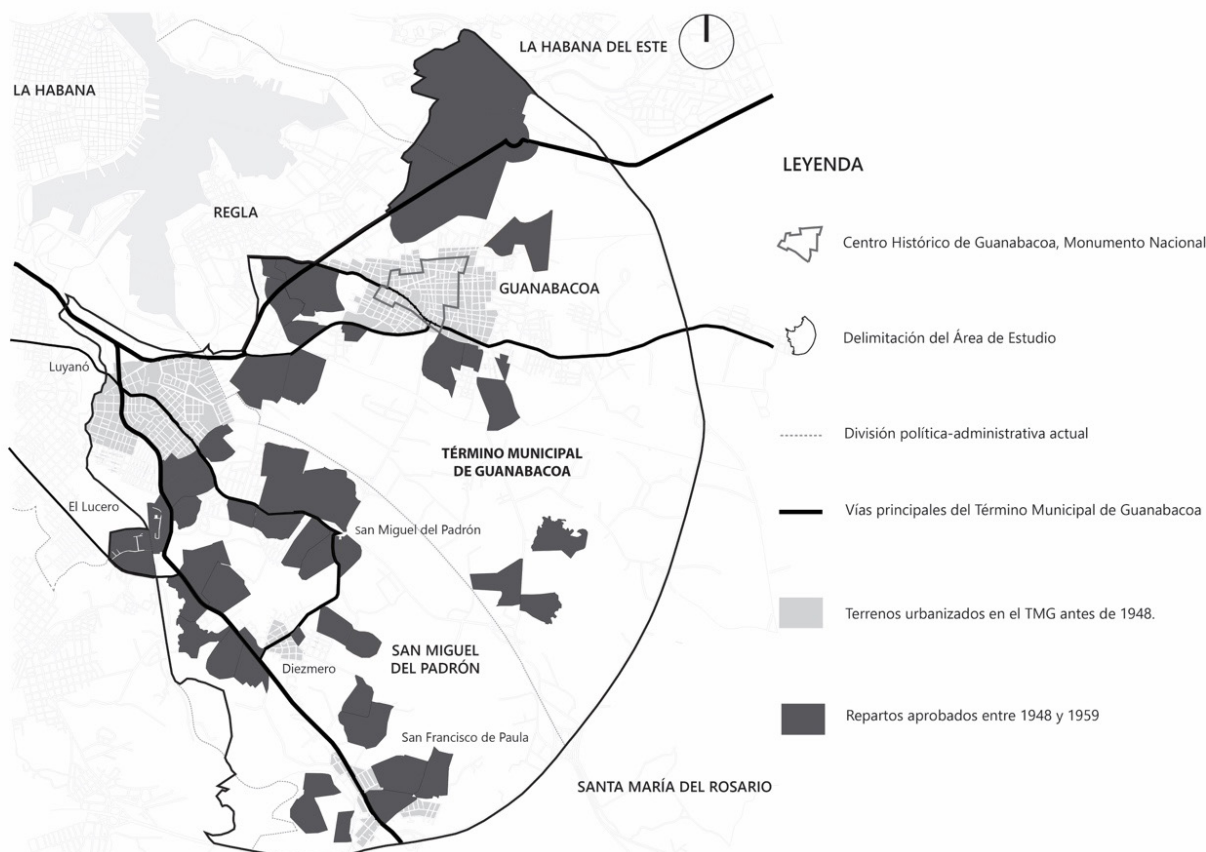 LA HABANA DEL ESTE
LA HABANA
REGLA
GUANABACOA
Luyanó
TÉRMINO MUNICIPAL
DE GUANABACOA
El Lucero
San Miguel del Padrón
SAN MIGUEL
DEL PADRÓN
Diezmero
San Francisco de Paula
SANTA MARÍA DEL ROSARIO
LEYENDA
Centro Histórico de Guanabacoa, Monumento Nacional
Delimitación del Área de Estudio
División política-administrativa actual
Vías principales del Término Municipal de Guanabacoa
Terrenos urbanizados en el TMG antes de 1948.
Repartos aprobados entre 1948 y 1959